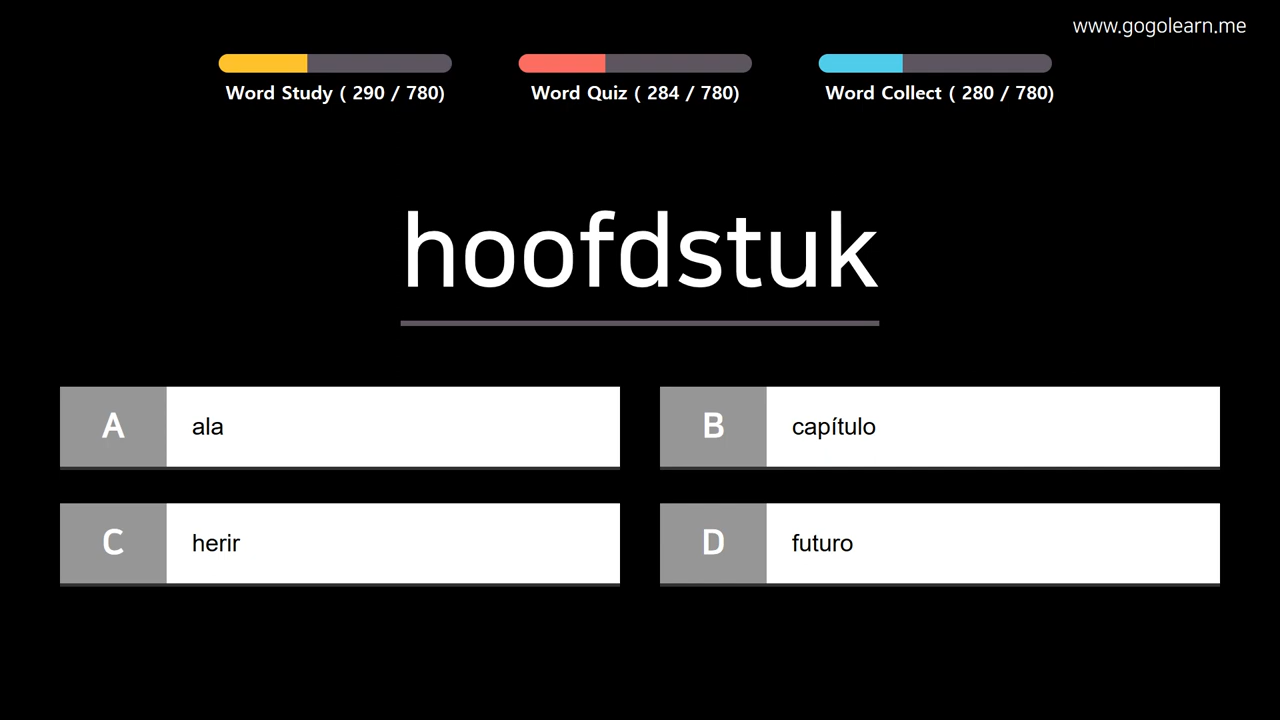 www.gogolearn.me
Word Study ( 290 / 780)
Word Quiz ( 284 / 780)
Word Collect ( 280 / 780)
hoofdstuk
A ala
B capítulo
C herir
D futuro